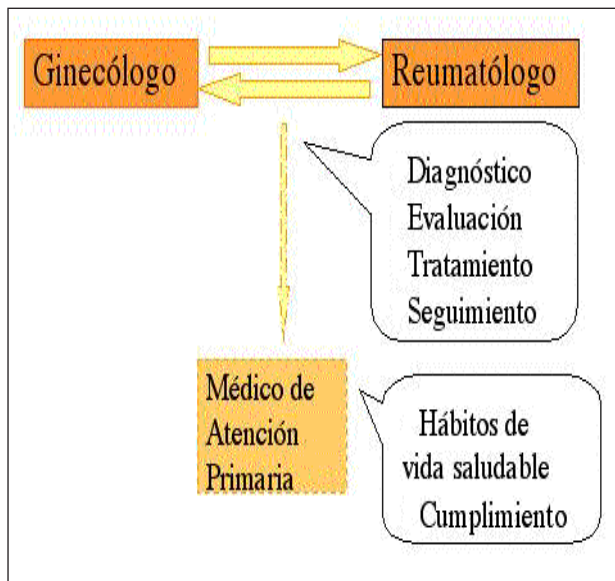 Ginecólogo
Reumatólogo
Diagnóstico
Evaluación
Tratamiento
Seguimiento
Médico de
Atención
Primaria
Hábitos de
vida saludable
Cumplimiento